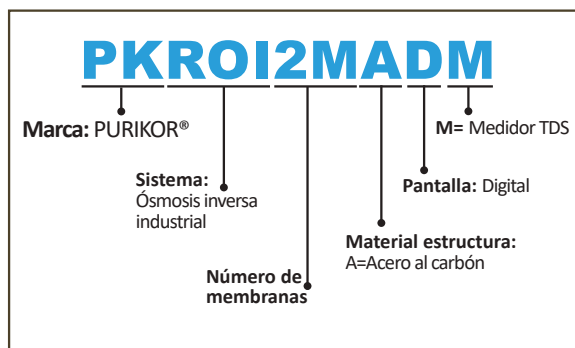 PKROI2MADM
Marca: PURIKOR®
M= Medidor TDS
Sistema:
Ósmosis inversa
industrial
Pantalla: Digital
Material estructura:
A=Acero al carbón
Número de
membranas